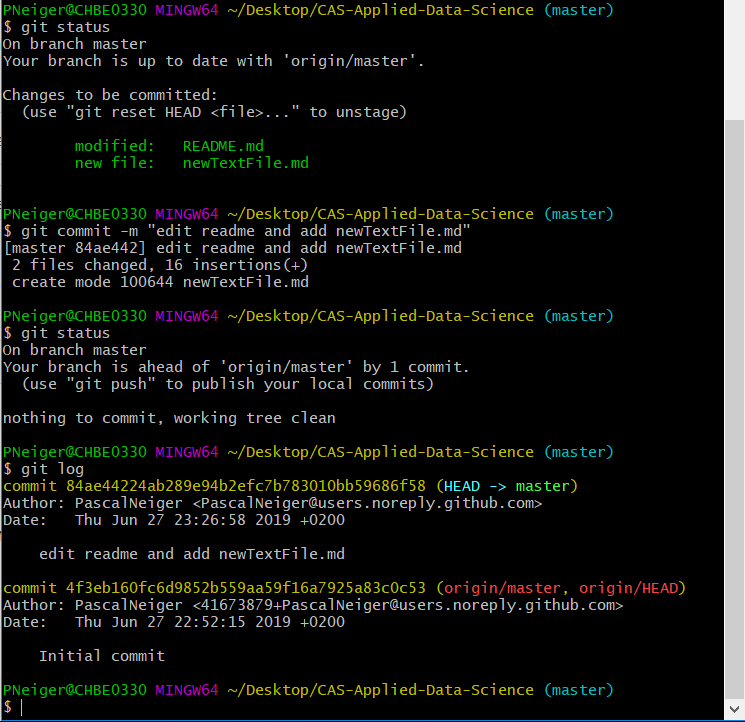 PNeiger@CHBE0330 MINGW64 ~/Desktop/CAS-Applied-Data-Science (master)
$ git status
On branch master
Your branch is up to date with 'origin/master'.
Changes to be committed:
  (use "git reset HEAD <file>..." to unstage)
        modified:   README.md
        new file:   newTextFile.md
PNeiger@CHBE0330 MINGW64 ~/Desktop/CAS-Applied-Data-Science (master)
$ git commit -m "edit readme and add newTextFile.md"
[master 84ae442] edit readme and add newTextFile.md
 2 files changed, 16 insertions(+)
 create mode 100644 newTextFile.md
PNeiger@CHBE0330 MINGW64 ~/Desktop/CAS-Applied-Data-Science (master)
$ git status
On branch master
Your branch is ahead of 'origin/master' by 1 commit.
  (use "git push" to publish your local commits)
nothing to commit, working tree clean
PNeiger@CHBE0330 MINGW64 ~/Desktop/CAS-Applied-Data-Science (master)
$ git log
commit 84ae44224ab289e94b2efc7b783010bb59686f58 (HEAD -> master)
Author: PascalNeiger <PascalNeiger@users.noreply.github.com>
Date:   Thu Jun 27 23:26:58 2019 +0200
    edit readme and add newTextFile.md
commit 4f3eb160fc6d9852b559aa59f16a7925a83c0c53 (origin/master, origin/HEAD)
Author: PascalNeiger <41673879+PascalNeiger@users.noreply.github.com>
Date:   Thu Jun 27 22:52:15 2019 +0200
    Initial commit
PNeiger@CHBE0330 MINGW64 ~/Desktop/CAS-Applied-Data-Science (master)
$